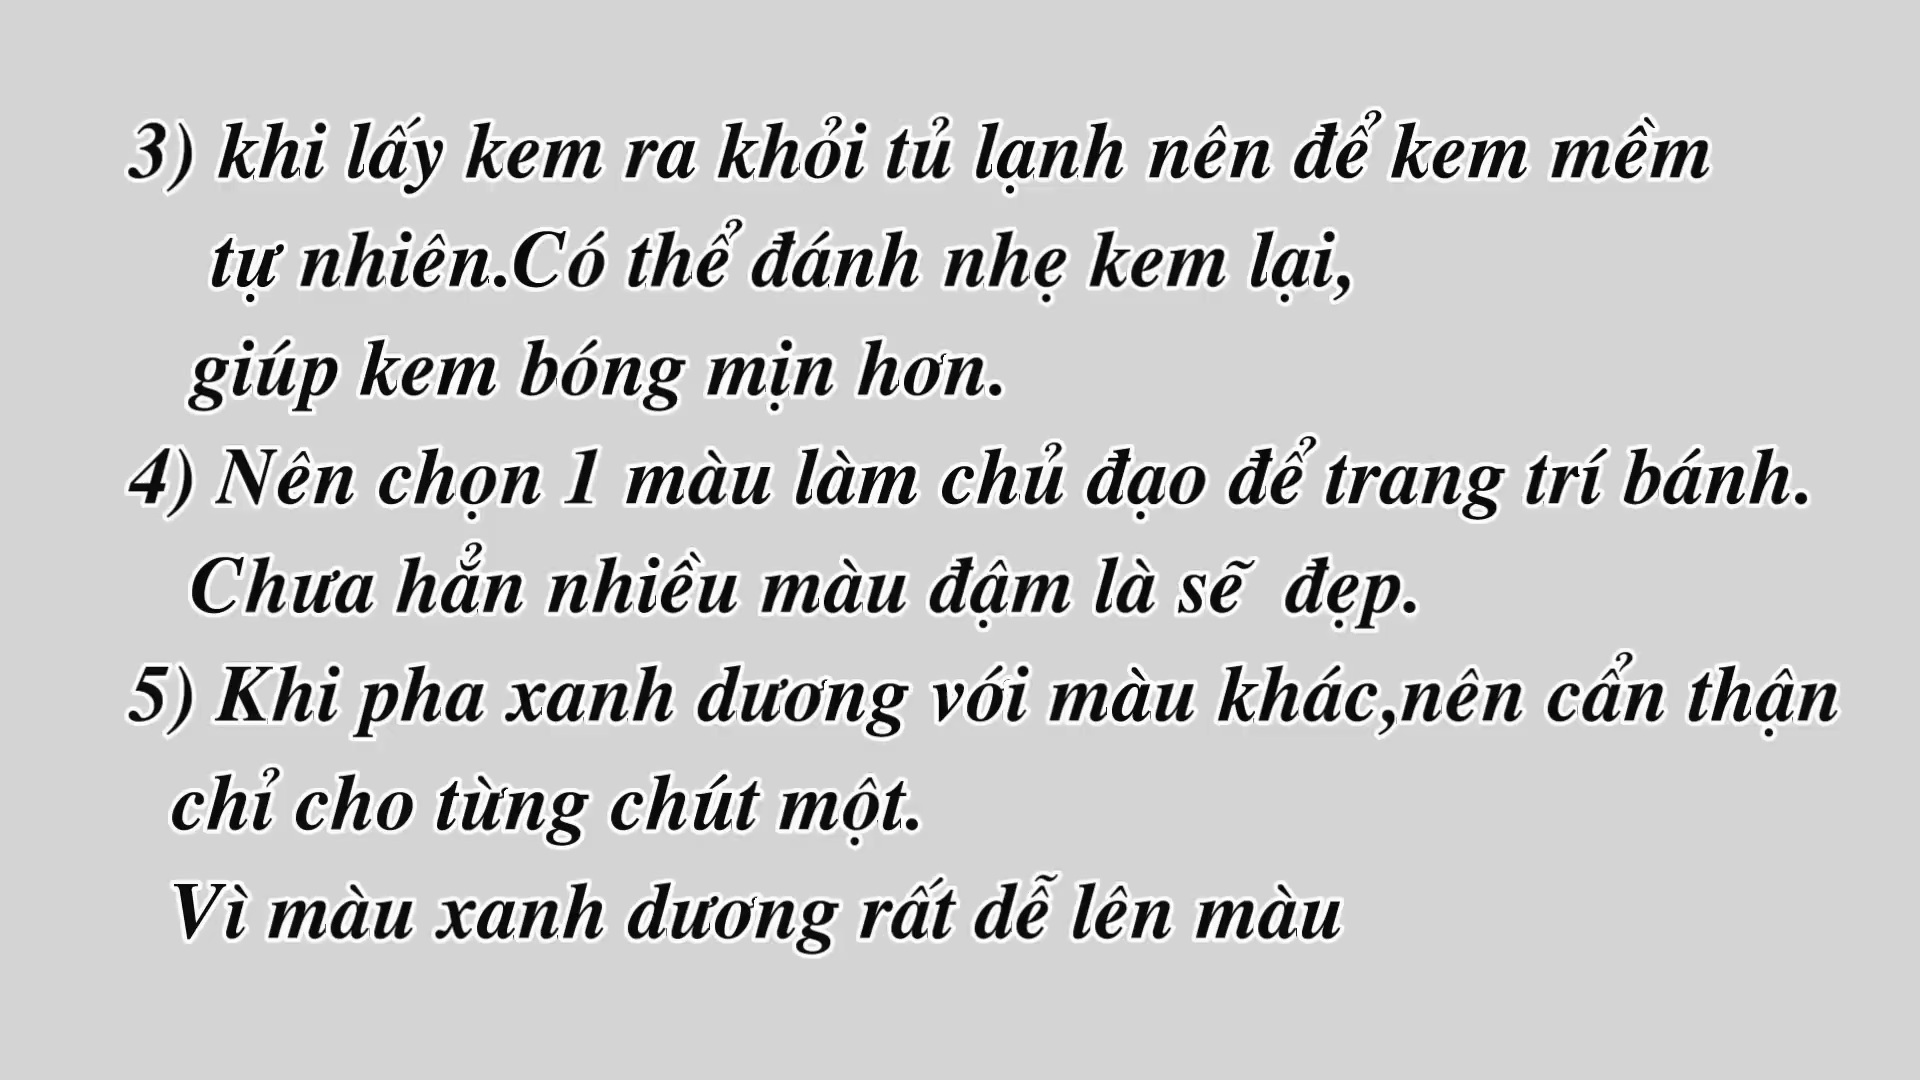 3) khi lấy kem ra khỏi tủ lạnh nên để kem mềm
tự nhiên.Có thể đánh nhẹ kem lại,
giúp kem bóng mịn hơn.
4) Nên chọn 1 màu làm chủ đạo để trang trí bánh.
Chưa hẳn nhiều màu đậm là sẽ  đẹp.
5) Khi pha xanh dương với màu khác,nên cẩn thận
chỉ cho từng chút một.
Vì màu xanh dương rất dễ lên màu